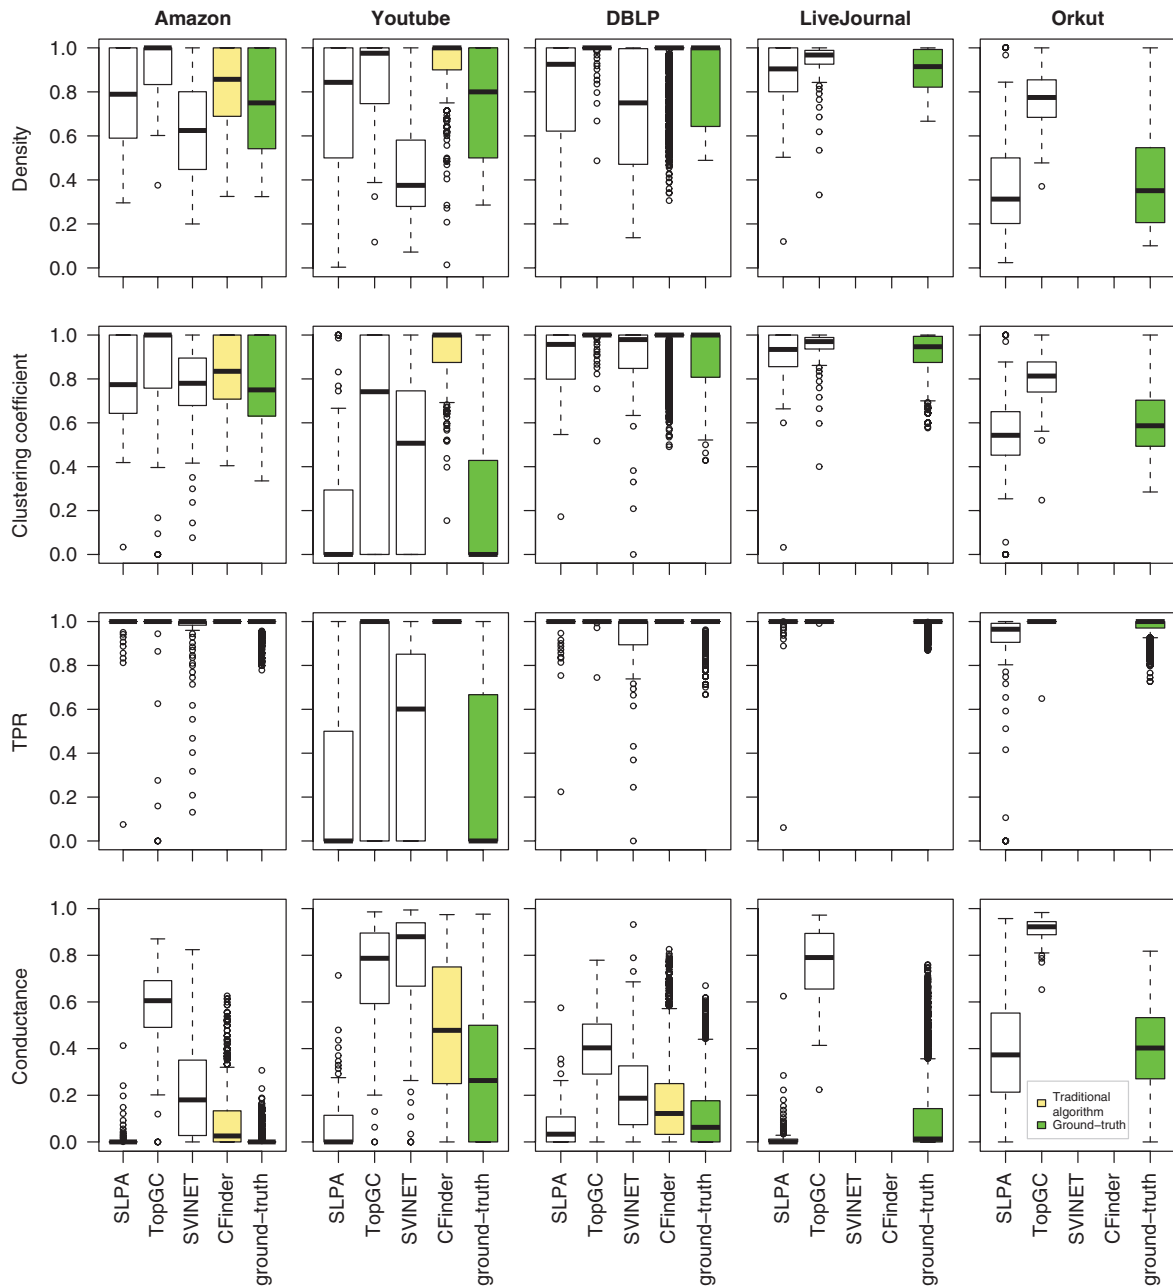 Amazon Youtube DBLP LiveJournal Orkut
Density
1.0
0.8
0.6
0.4
0.2
0.0
Clustering coefficient
1.0
0.8
0.6
0.4
0.2
0.0
TPR
1.0
0.8
0.6
0.4
0.2
0.0
Conductance
1.0
0.8
0.6
0.4
0.2
0.0
Traditional
algorithm
Ground-truth
SLPA TopGC SVINET CFinder ground-truth
SLPA TopGC SVINET CFinder ground-truth
SLPA TopGC SVINET CFinder ground-truth
SLPA TopGC SVINET CFinder ground-truth
SLPA TopGC SVINET CFinder ground-truth